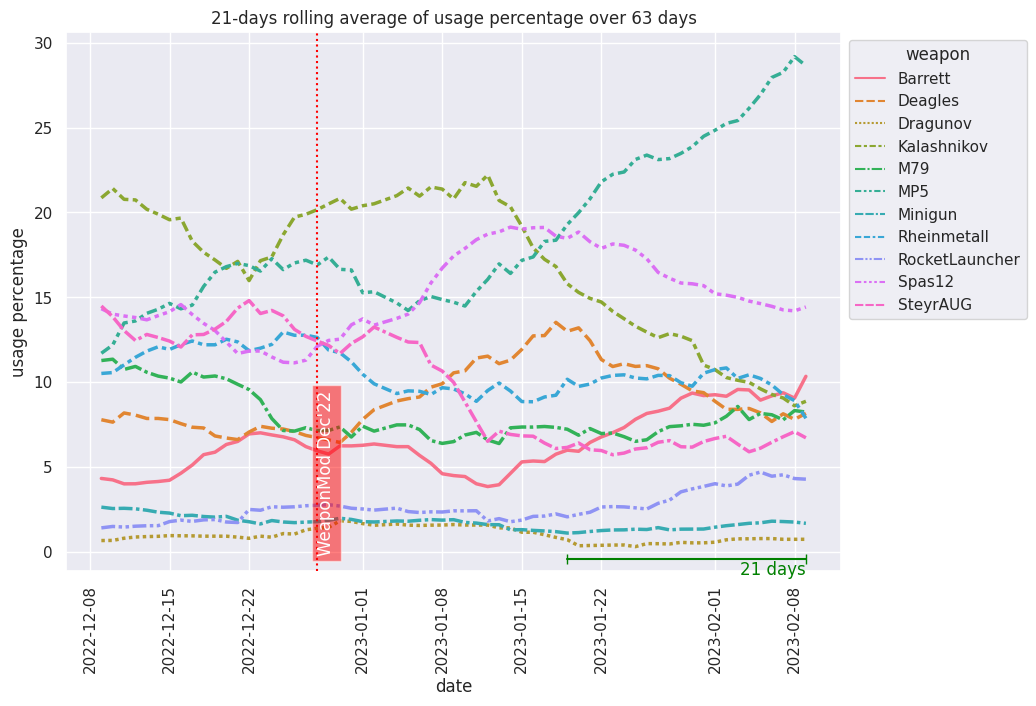 21-days rolling average of usage percentage over 63 days
usage percentage
30
25
20
15
10
5
0
WeaponMod Dec'22
21 days
2022-12-08
2022-12-15
2022-12-22
2023-01-01
2023-01-08
2023-01-15
2023-01-22
2023-02-01
2023-02-08
date
weapon
Barrett
Deagles
Dragunov
Kalashnikov
M79
MP5
Minigun
Rheinmetall
RocketLauncher
Spas12
SteyrAUG